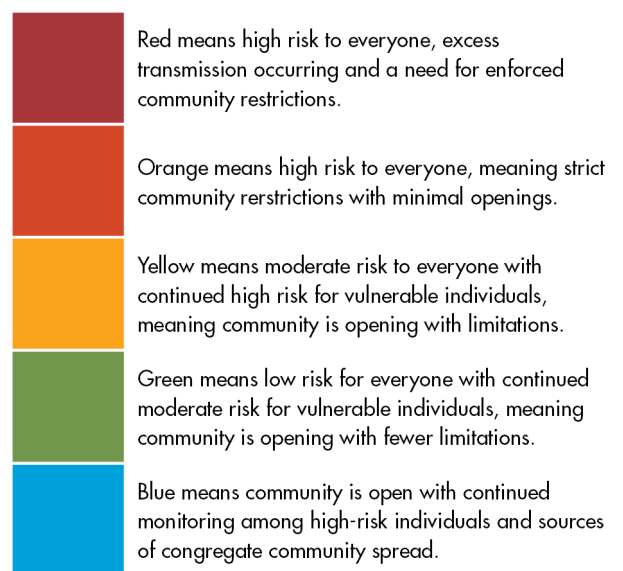 Red means high risk to everyone, excess
transmission occurring and a need for enforced
community restrictions.
Orange means high risk to everyone, meaning strict
community rerstrictions with minimal openings.
Yellow means moderate risk to everyone with
continued high risk for vulnerable individuals,
meaning community is opening with limitations.
Green means low risk for everyone with continued
moderate risk for vulnerable individuals, meaning
community is opening with fewer limitations.
Blue means community is open with continued
monitoring among high-risk individuals and sources
of congregate community spread.